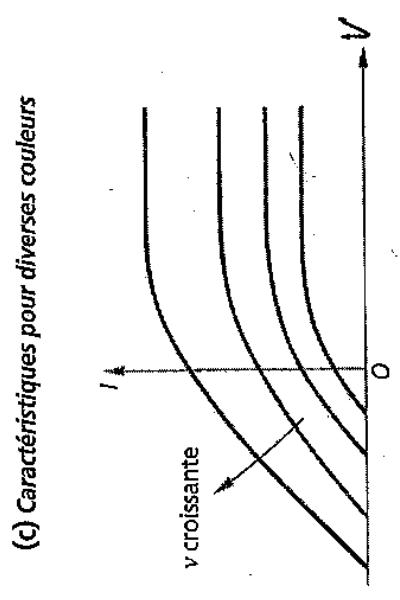 (c) Caractéristiques pour diverses couleurs
I
V
ν croissante
O